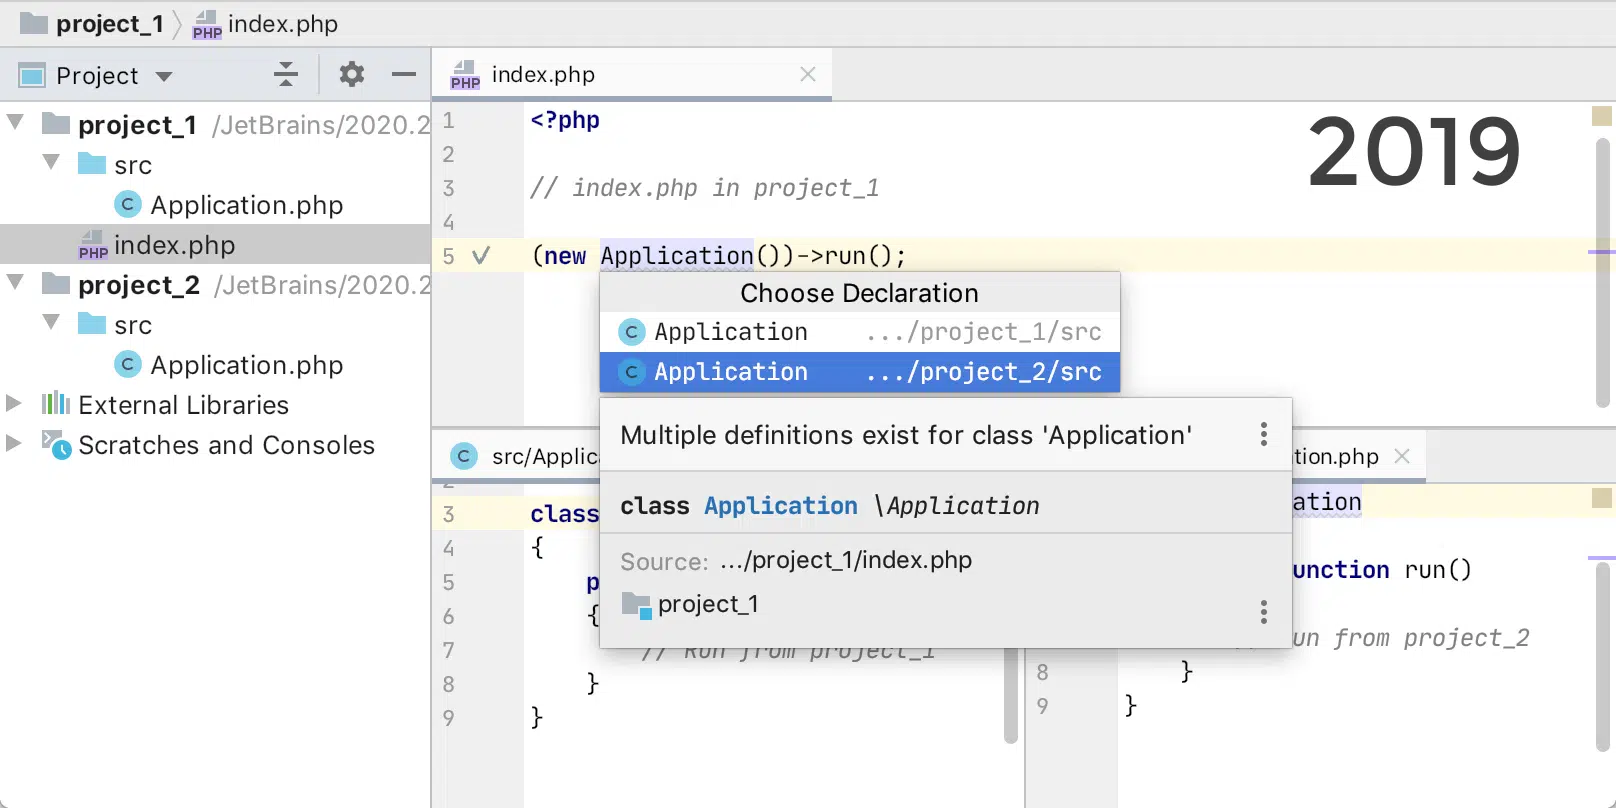 project_1
PHP index.php
Project
PHP index.php
project_1 /JetBrains/2020.2
src
C Application.php
PHP index.php
project_2 /JetBrains/2020.2
src
C Application.php
External Libraries
Scratches and Consoles
2019
1 <?php
2
3 // index.php in project_1
4
5 (new Application())->run();
Choose Declaration
C Application .../project_1/src
C Application .../project_2/src
Multiple definitions exist for class 'Application'
class Application \Application
Source: .../project_1/index.php
project_1
C src/Applic
3 class
4 {
5 p
6 {
7 // Run from project_1
8 }
9 }
tion.php
ation
unction run()
un from project_2
8 }
9 }